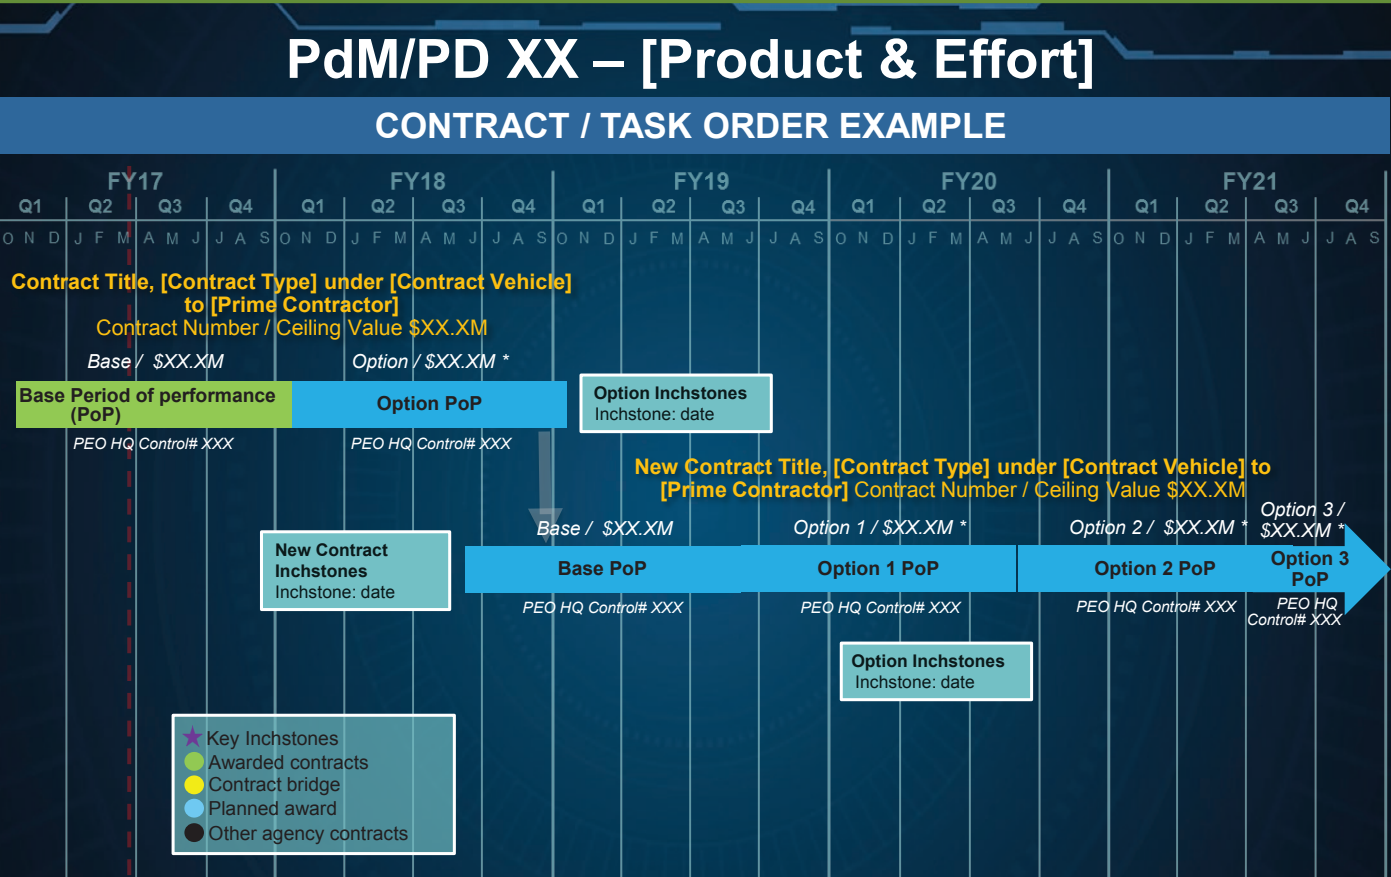 PdM/PD XX – [Product & Effort]
CONTRACT / TASK ORDER EXAMPLE
FY17 FY18 FY19 FY20 FY21
Q1 Q2 Q3 Q4 Q1 Q2 Q3 Q4 Q1 Q2 Q3 Q4 Q1 Q2 Q3 Q4 Q1 Q2 Q3 Q4
O N D J F M A M J J A S O N D J F M A M J J A S O N D J F M A M J J A S O N D J F M A M J J A S O N D J F M A M J J A S
Contract Title, [Contract Type] under [Contract Vehicle]
to [Prime Contractor]
Contract Number / Ceiling Value $XX.XM
Base / $XX.XM Option / $XX.XM *
Base Period of performance
(PoP)
Option PoP
Option Inchstones
Inchstone: date
PEO HQ Control# XXX PEO HQ Control# XXX
New Contract Title, [Contract Type] under [Contract Vehicle] to
[Prime Contractor] Contract Number / Ceiling Value $XX.XM
Base / $XX.XM Option 1 / $XX.XM * Option 2 / $XX.XM *
Option 3 /
$XX.XM *
New Contract
Inchstones
Inchstone: date
Base PoP Option 1 PoP Option 2 PoP
Option 3
PoP
PEO HQ Control# XXX PEO HQ Control# XXX PEO HQ Control# XXX
PEO HQ
Control# XXX
Option Inchstones
Inchstone: date
Key Inchstones
Awarded contracts
Contract bridge
Planned award
Other agency contracts